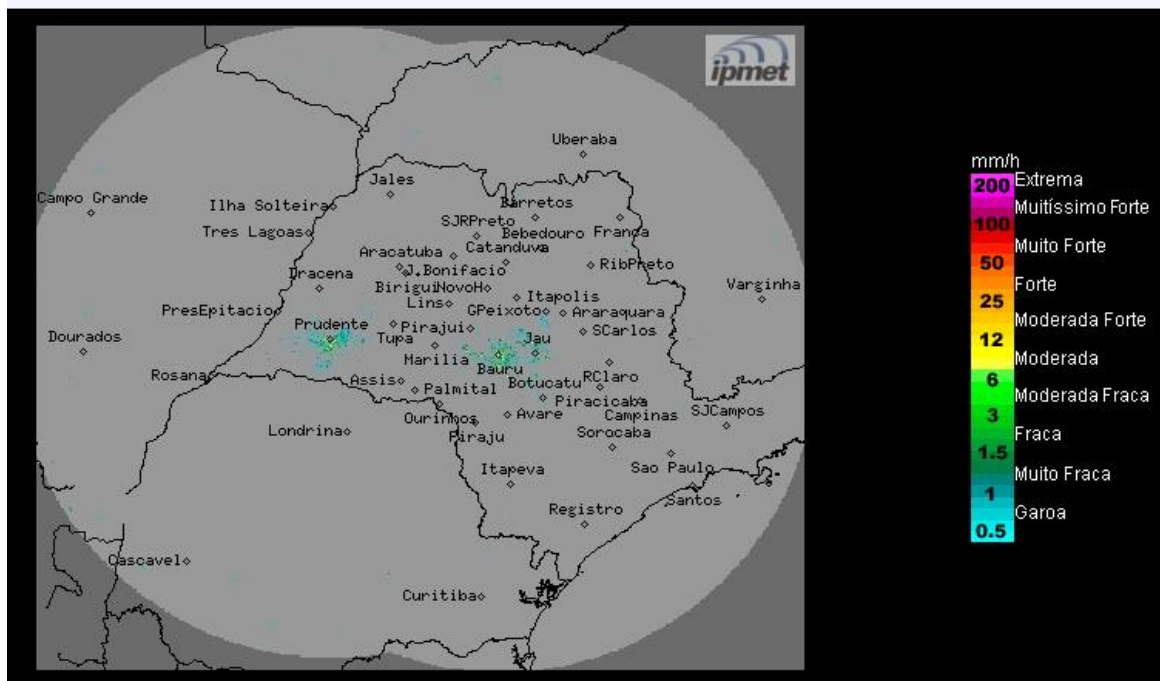 ipmet
Uberaba
Jales
Campo Grande
Ilha Solteira
Barretos
SJRPreto
Tres Lagoas
Bebedouro
Franca
Aracatuba
Catanduva
Dracena
J.Bonifacio
RibPreto
Birigui
NovoH
Varginha
Itapolis
Lins
PresEpitacio
GPeixoto
Araraquara
Prudente
Pirajui
SCarlos
Dourados
Tupa
Jau
Marilia
Bauru
Rosana
Assis
Botucatu
RClaro
Palmital
Piracicaba
Ourinhos
Avare
Campinas
SJCampos
Londrina
Piraju
Sorocaba
Itapeva
Sao Paulo
Santos
Registro
Cascavel
Curitiba
mm/h
200 Extrema
Muitíssimo Forte
100
Muito Forte
50
Forte
25
Moderada Forte
12
Moderada
6
Moderada Fraca
3
Fraca
1.5
Muito Fraca
1
Garoa
0.5